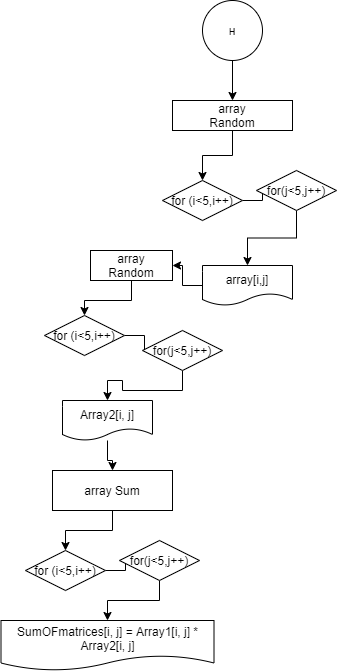 н
array
Random
for (i<5,i++)
for(j<5,j++)
array[i,j]
array
Random
for (i<5,i++)
for(j<5,j++)
Array2[i, j]
array Sum
for (i<5,i++)
for(j<5,j++)
SumOFmatrices[i, j] = Array1[i, j] *
Array2[i, j]